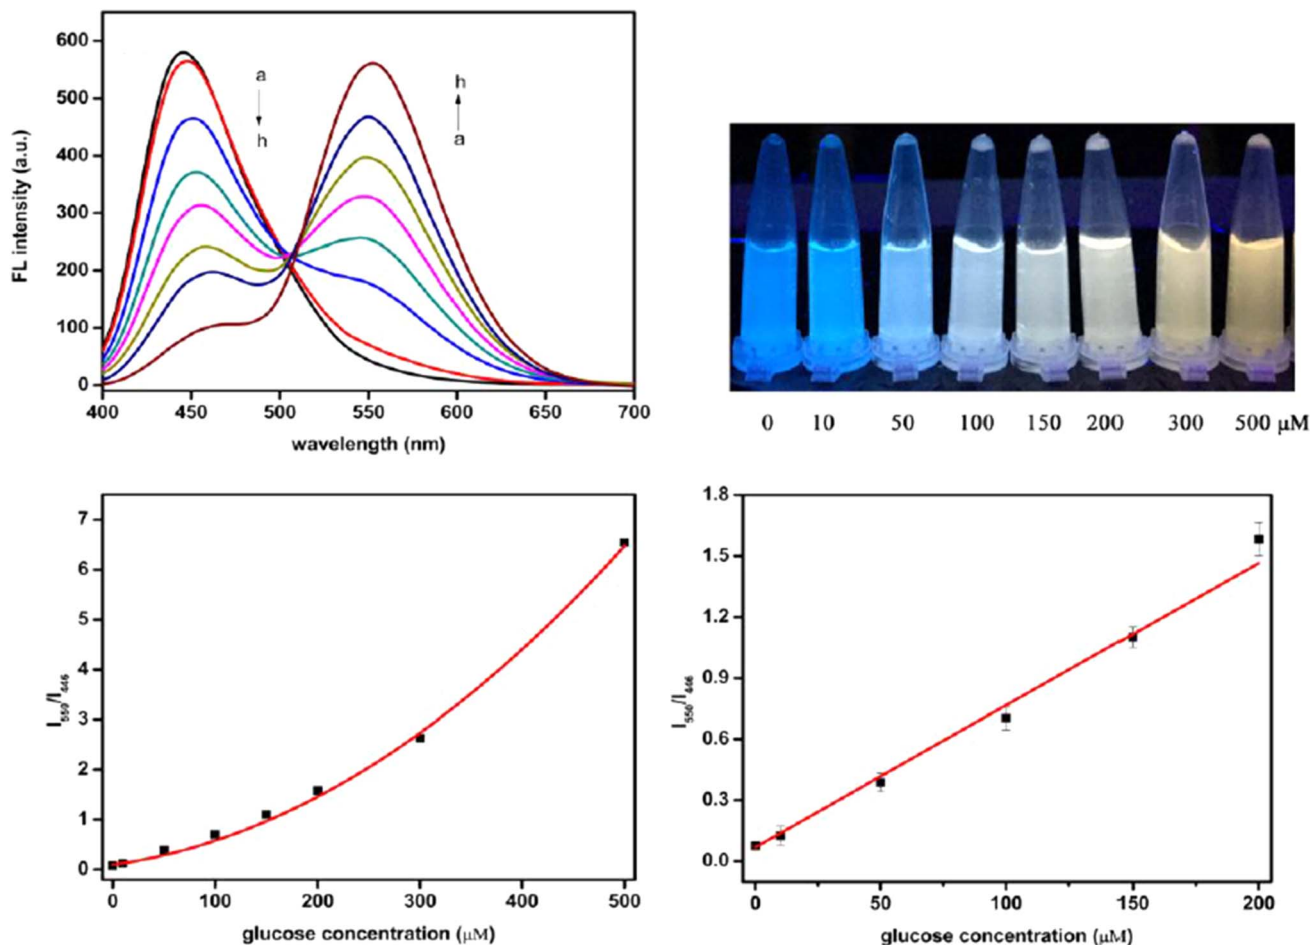 600
500
400
300
200
100
0
FL intensity (a.u.)
a
h
h
a
400 450 500 550 600 650 700
wavelength (nm)
0 10 50 100 150 200 300 500 μM
7
6
5
4
3
2
1
0
I550/I446
0 100 200 300 400 500
glucose concentration (μM)
1.8
1.5
1.2
0.9
0.6
0.3
0.0
I550/I446
0 50 100 150 200
glucose concentration (μM)